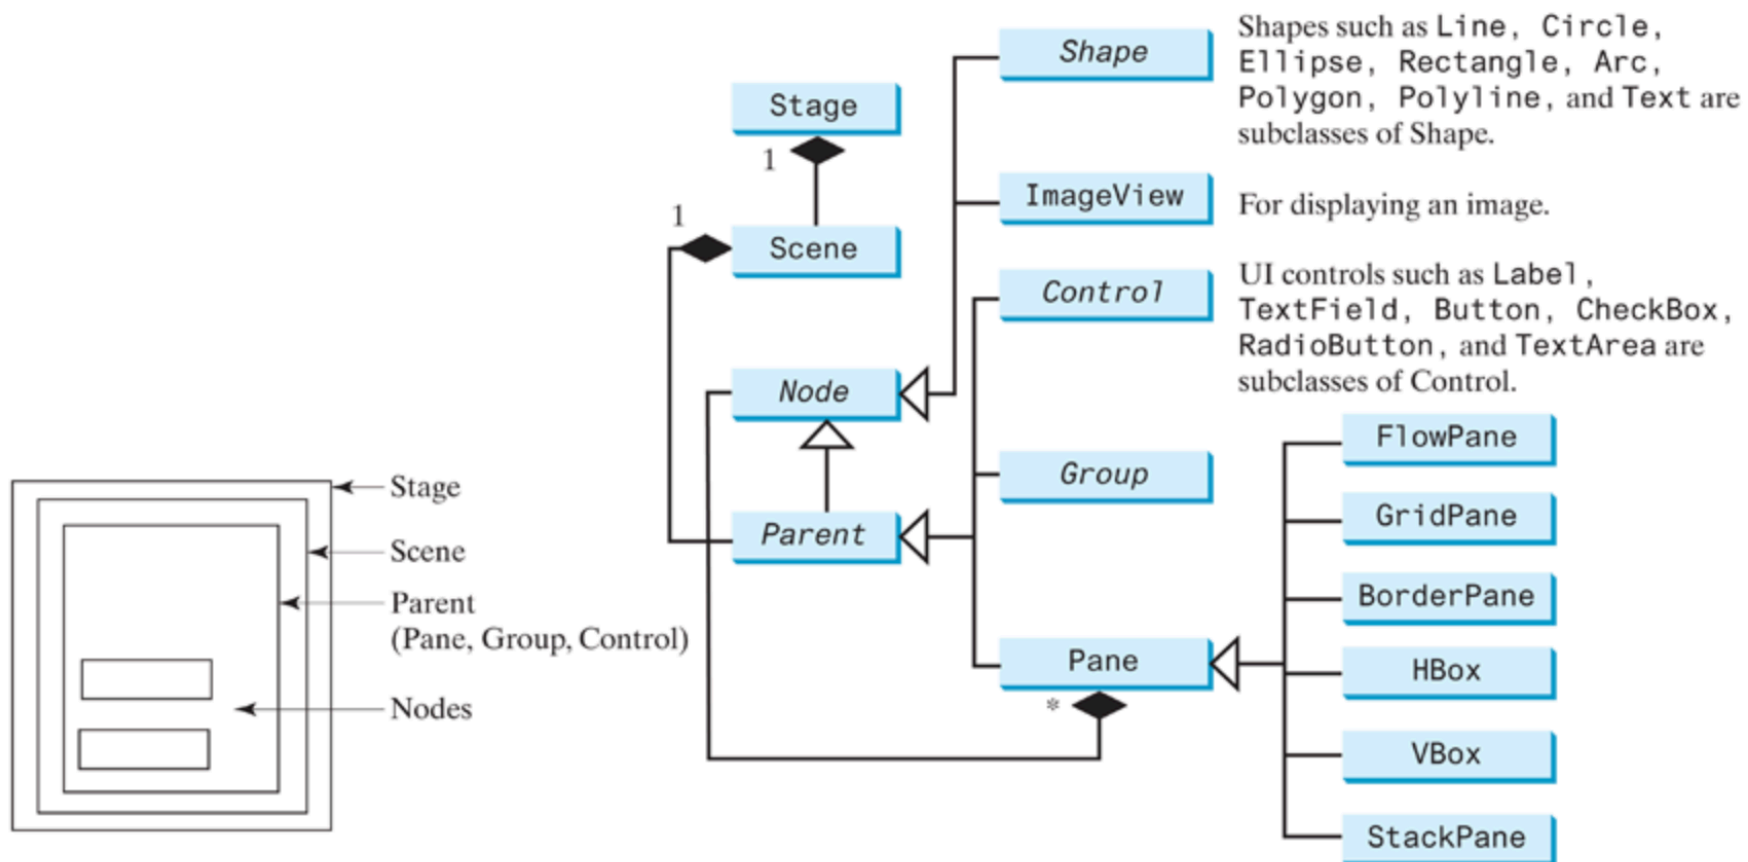 Stage
Scene
Parent
(Pane, Group, Control)
Nodes
Stage
1
1
Scene
Node
Parent
Shape
Shapes such as Line, Circle,
Ellipse, Rectangle, Arc,
Polygon, Polyline, and Text are
subclasses of Shape.
ImageView
For displaying an image.
Control
UI controls such as Label,
TextField, Button, CheckBox,
RadioButton, and TextArea are
subclasses of Control.
Group
Pane
*
FlowPane
GridPane
BorderPane
HBox
VBox
StackPane